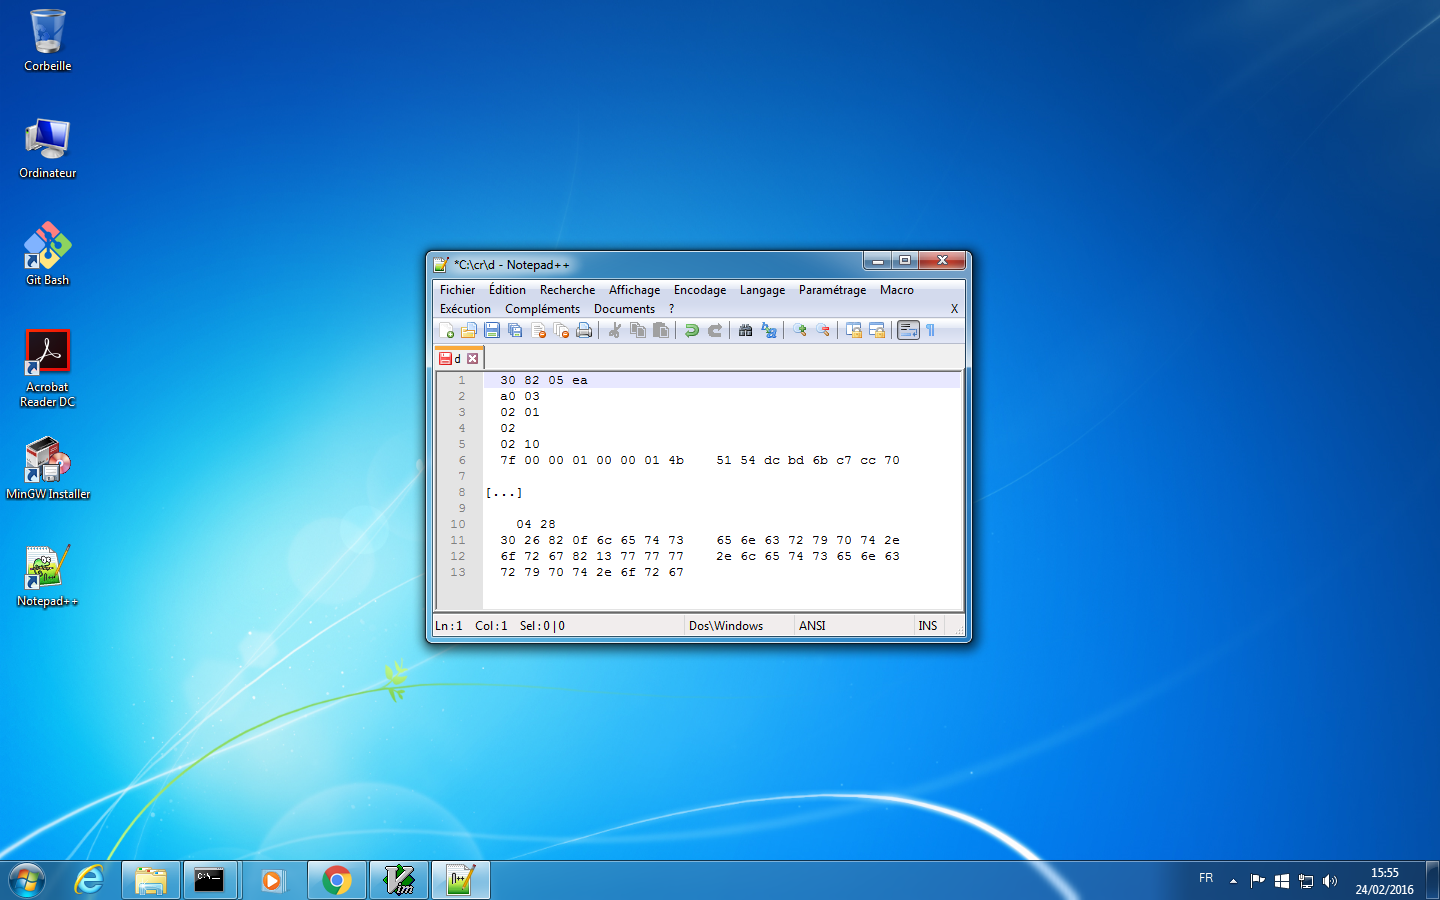 Corbeille
Ordinateur
Git Bash
Acrobat
Reader DC
MinGW Installer
Notepad++
*C:\cr\d - Notepad++
Fichier Édition Recherche Affichage Encodage Langage Paramétrage Macro
Exécution Compléments Documents ? X
d
1 30 82 05 ea
2 a0 03
3 02 01
4 02
5 02 10
6 7f 00 00 01 00 00 01 4b 51 54 dc bd 6b c7 cc 70
7
8 [...]
9
10 04 28
11 30 26 82 0f 6c 65 74 73 65 6e 63 72 79 70 74 2e
12 6f 72 67 82 13 77 77 77 2e 6c 65 74 73 65 6e 63
13 72 79 70 74 2e 6f 72 67
Ln : 1 Col : 1 Sel : 0 | 0 Dos\Windows ANSI INS
FR
15:55
24/02/2016